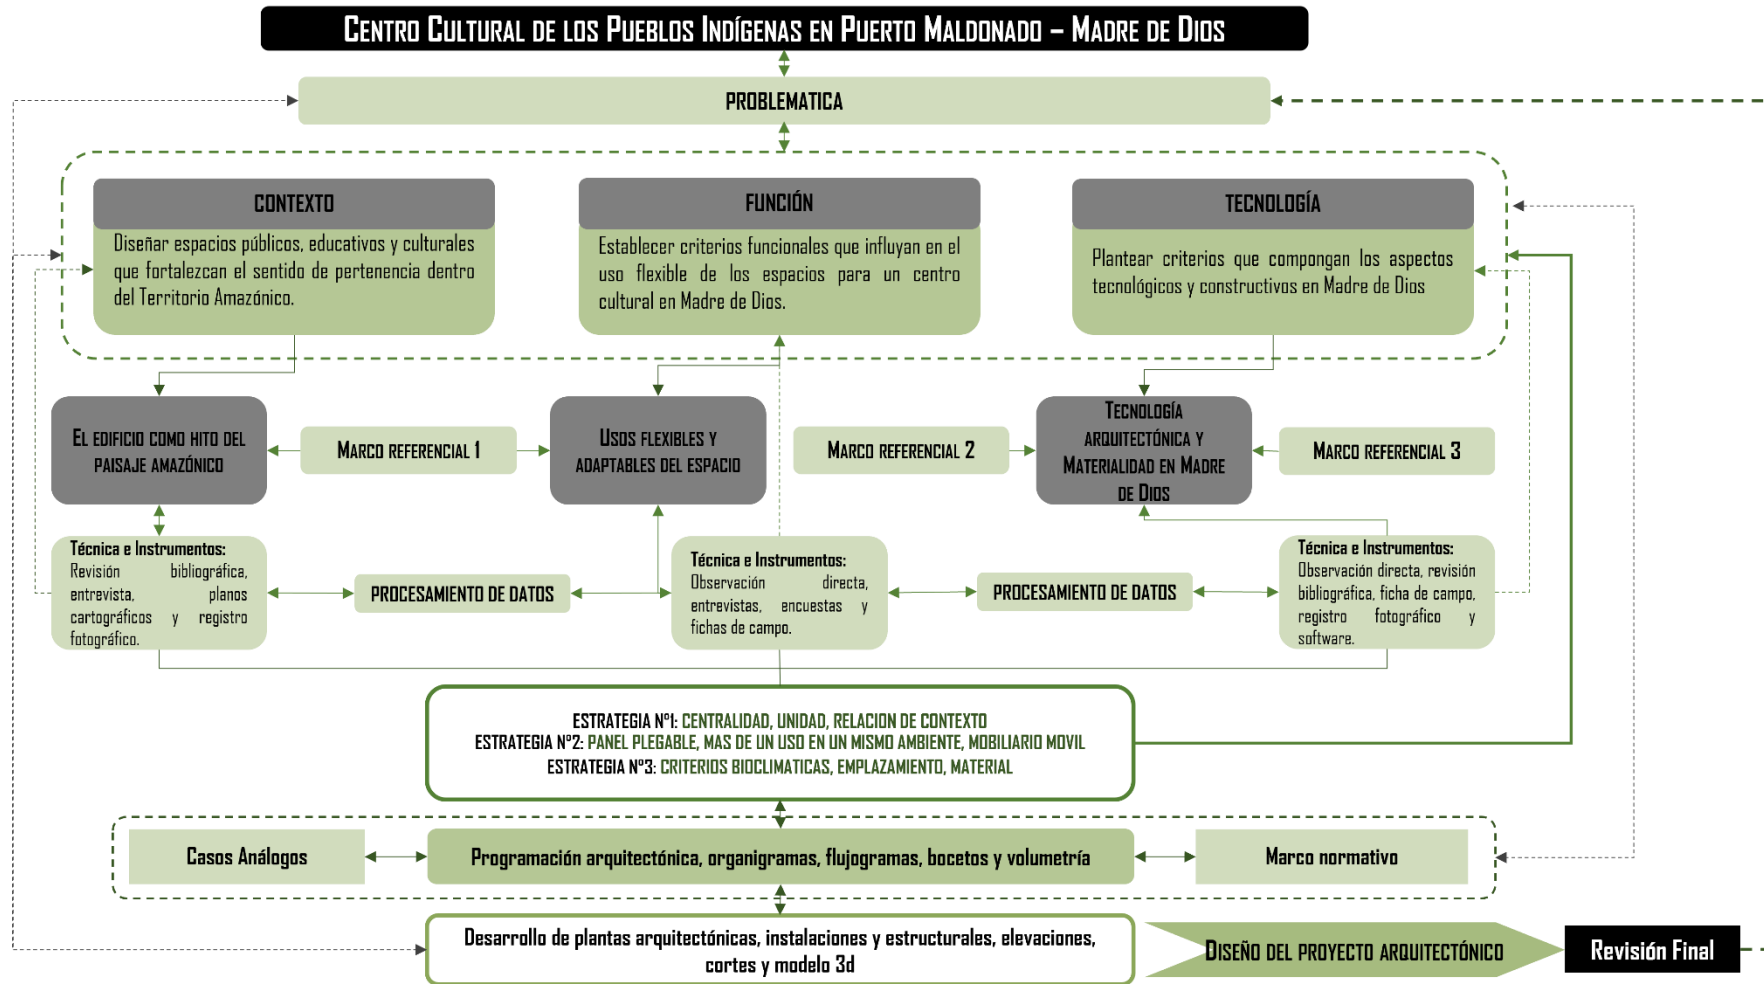 CENTRO CULTURAL DE LOS PUEBLOS INDÍGENAS EN PUERTO MALDONADO – MADRE DE DIOS
PROBLEMATICA
CONTEXTO
Diseñar espacios públicos, educativos y culturales
que fortalezcan el sentido de pertenencia dentro
del Territorio Amazónico.
FUNCIÓN
Establecer criterios funcionales que influyan en el
uso flexible de los espacios para un centro
cultural en Madre de Dios.
TECNOLOGÍA
Plantear criterios que compongan los aspectos
tecnológicos y constructivos en Madre de Dios
EL EDIFICIO COMO HITO DEL
PAISAJE AMAZÓNICO
MARCO REFERENCIAL 1
USOS FLEXIBLES Y
ADAPTABLES DEL ESPACIO
MARCO REFERENCIAL 2
TECNOLOGÍA
ARQUITECTÓNICA Y
MATERIALIDAD EN MADRE
DE DIOS
MARCO REFERENCIAL 3
Técnica e Instrumentos:
Revisión bibliográfica,
entrevista, planos
cartográficos y registro
fotográfico.
PROCESAMIENTO DE DATOS
Técnica e Instrumentos:
Observación directa,
entrevistas, encuestas y
fichas de campo.
PROCESAMIENTO DE DATOS
Técnica e Instrumentos:
Observación directa, revisión
bibliográfica, ficha de campo,
registro fotográfico y
software.
ESTRATEGIA Nº1: CENTRALIDAD, UNIDAD, RELACION DE CONTEXTO
ESTRATEGIA Nº2: PANEL PLEGABLE, MAS DE UN USO EN UN MISMO AMBIENTE, MOBILIARIO MOVIL
ESTRATEGIA Nº3: CRITERIOS BIOCLIMATICAS, EMPLAZAMIENTO, MATERIAL
Casos Análogos
Programación arquitectónica, organigramas, flujogramas, bocetos y volumetría
Marco normativo
Desarrollo de plantas arquitectónicas, instalaciones y estructurales, elevaciones,
cortes y modelo 3d
DISEÑO DEL PROYECTO ARQUITECTÓNICO
Revisión Final